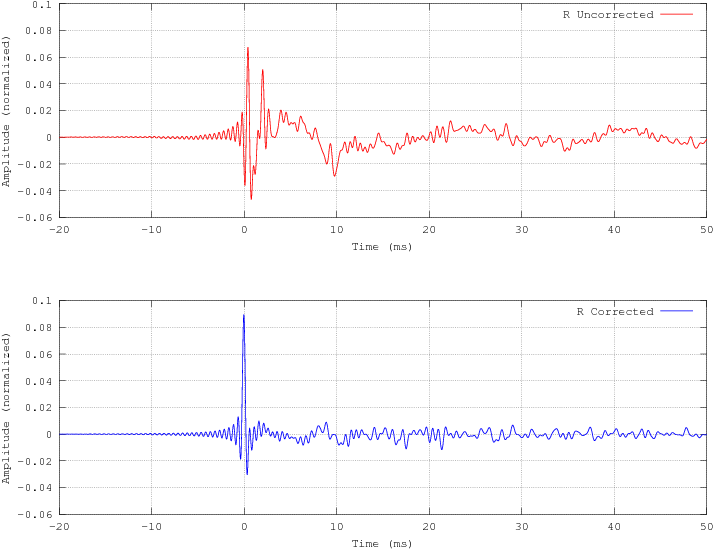 0.1
R Uncorrected
0.08
0.06
0.04
0.02
0
-0.02
-0.04
-0.06
Amplitude (normalized)
-20 -10 0 10 20 30 40 50
Time (ms)
0.1
R Corrected
0.08
0.06
0.04
0.02
0
-0.02
-0.04
-0.06
Amplitude (normalized)
-20 -10 0 10 20 30 40 50
Time (ms)